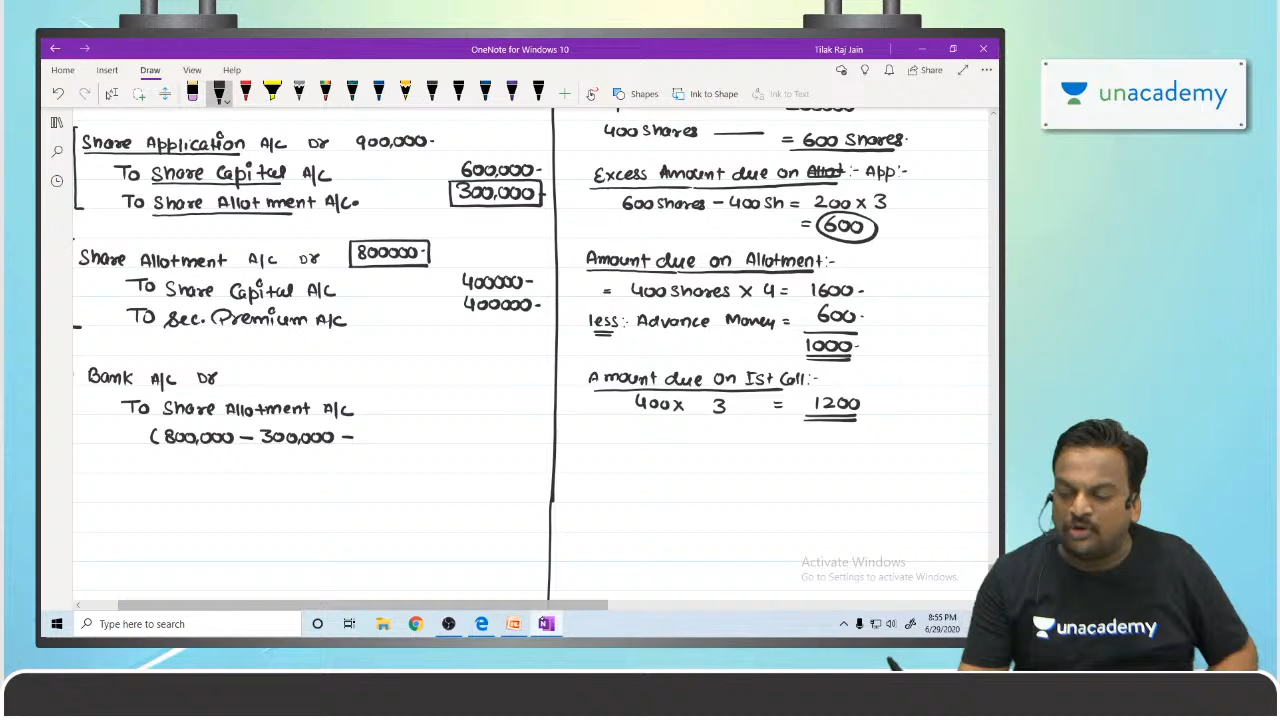 OneNote for Windows 10
Tilak Raj Jain
Home Insert Draw View Help
Share
Shapes Ink to Shape Ink to Text
unacademy
Share Application A/c Dr 900,000-
To Share Capital A/c 600,000-
To Share Allotment A/c. 300,000-
Share Allotment A/c Dr 800000-
To Share Capital A/c 400000-
To Sec. Premium A/c 400000-
Bank A/c Dr
To Share Allotment A/c
(800,000 - 300,000 -
400 Shares = 600 Shares.
Excess Amount due on Allot :- App:-
600 Shares - 400 Sh = 200 x 3
= 600
Amount due on Allotment:-
= 400 Shares x 4 = 1600-
less: Advance Money = 600-
1000-
Amount due on Ist Call:-
400 x 3 = 1200
Activate Windows
Go to Settings to activate Windows.
Type here to search
8:55 PM
6/29/2020
unacademy